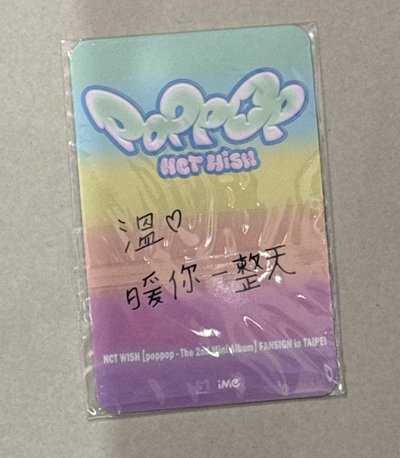 POPPOP
NCT WISH
溫♡
暖你一整天
NCT WISH [poppop - The 2nd Mini Album] FANSIGN in TAIPEI
iMe